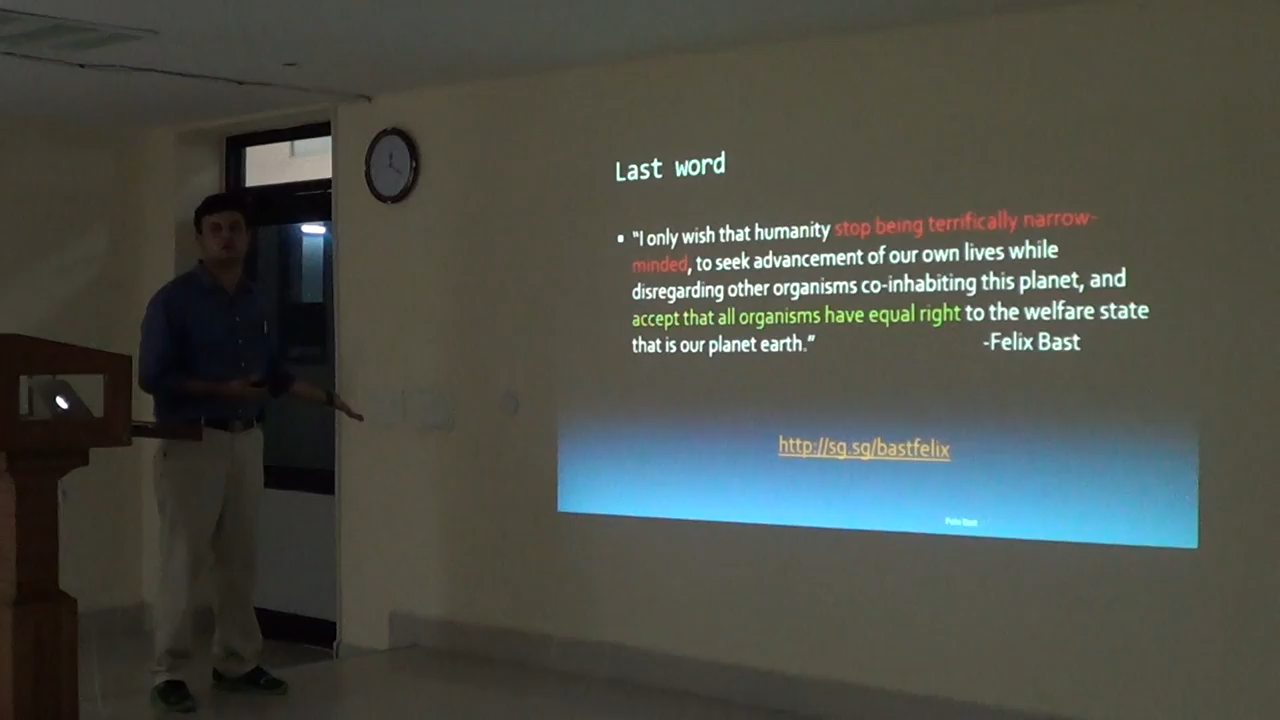 Last word
▪ "I only wish that humanity stop being terrifically narrow-
minded, to seek advancement of our own lives while
disregarding other organisms co-inhabiting this planet, and
accept that all organisms have equal right to the welfare state
that is our planet earth." -Felix Bast
http://sg.sg/bastfelix
Felix Bast